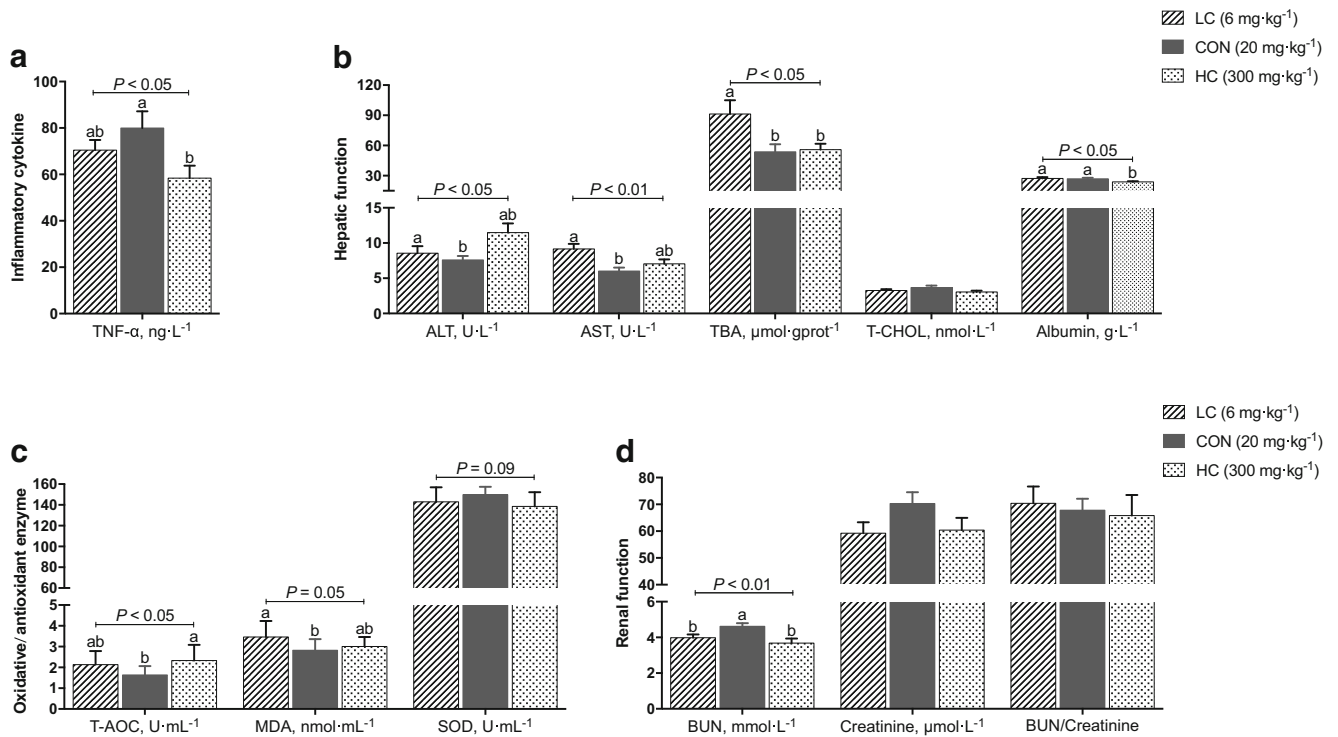 LC (6 mg·kg⁻¹)
CON (20 mg·kg⁻¹)
HC (300 mg·kg⁻¹)
a
Inflammatory cytokine
100
80
60
40
20
0
P < 0.05
ab
a
b
TNF-α, ng·L⁻¹
b
Hepatic function
120
90
60
30
15
10
5
0
P < 0.05
a
b
ab
P < 0.01
a
b
ab
P < 0.05
a
b
b
P < 0.05
a
a
b
ALT, U·L⁻¹
AST, U·L⁻¹
TBA, μmol·gprot⁻¹
T-CHOL, nmol·L⁻¹
Albumin, g·L⁻¹
LC (6 mg·kg⁻¹)
CON (20 mg·kg⁻¹)
HC (300 mg·kg⁻¹)
c
Oxidative/ antioxidant enzyme
160
140
120
100
80
60
5
4
3
2
1
0
P < 0.05
ab
b
a
P = 0.05
a
b
ab
P = 0.09
T-AOC, U·mL⁻¹
MDA, nmol·mL⁻¹
SOD, U·mL⁻¹
d
Renal function
80
70
60
50
40
6
4
2
0
P < 0.01
b
a
b
BUN, mmol·L⁻¹
Creatinine, μmol·L⁻¹
BUN/Creatinine